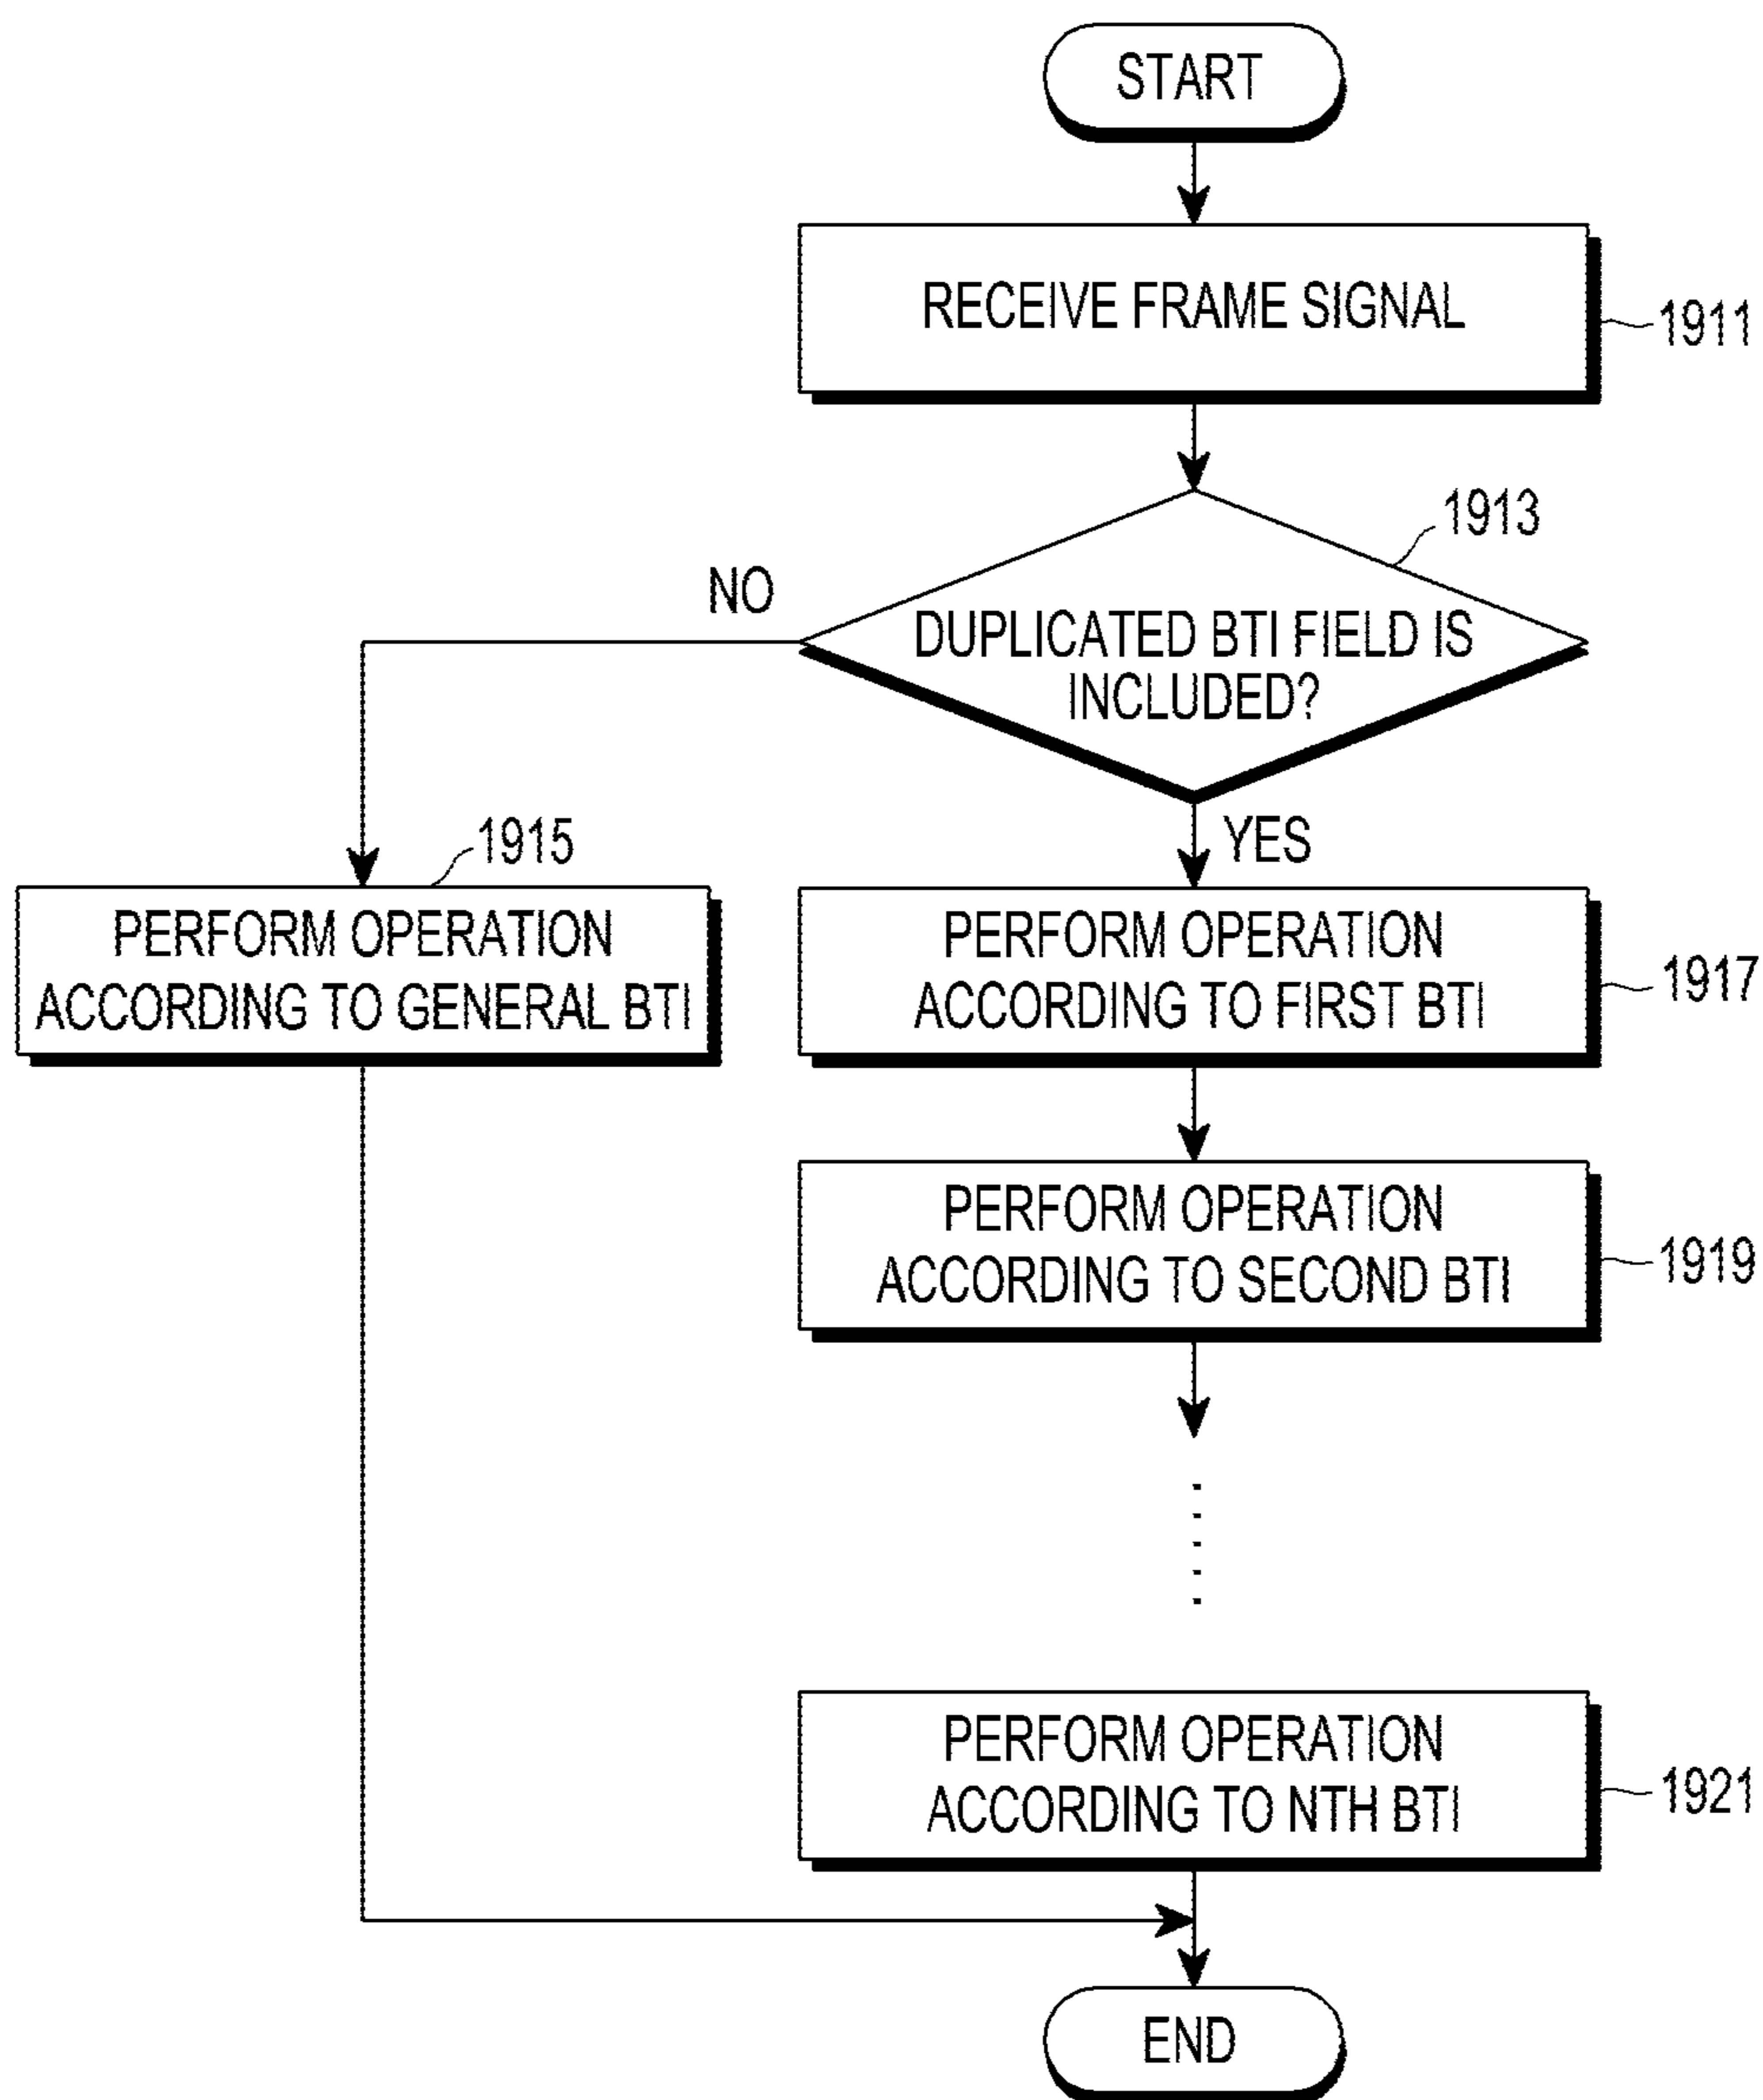 START
RECEIVE FRAME SIGNAL
1911
1913
NO
DUPLICATED BTI FIELD IS
INCLUDED?
YES
1915
PERFORM OPERATION
ACCORDING TO GENERAL BTI
PERFORM OPERATION
ACCORDING TO FIRST BTI
1917
PERFORM OPERATION
ACCORDING TO SECOND BTI
1919
PERFORM OPERATION
ACCORDING TO NTH BTI
1921
END